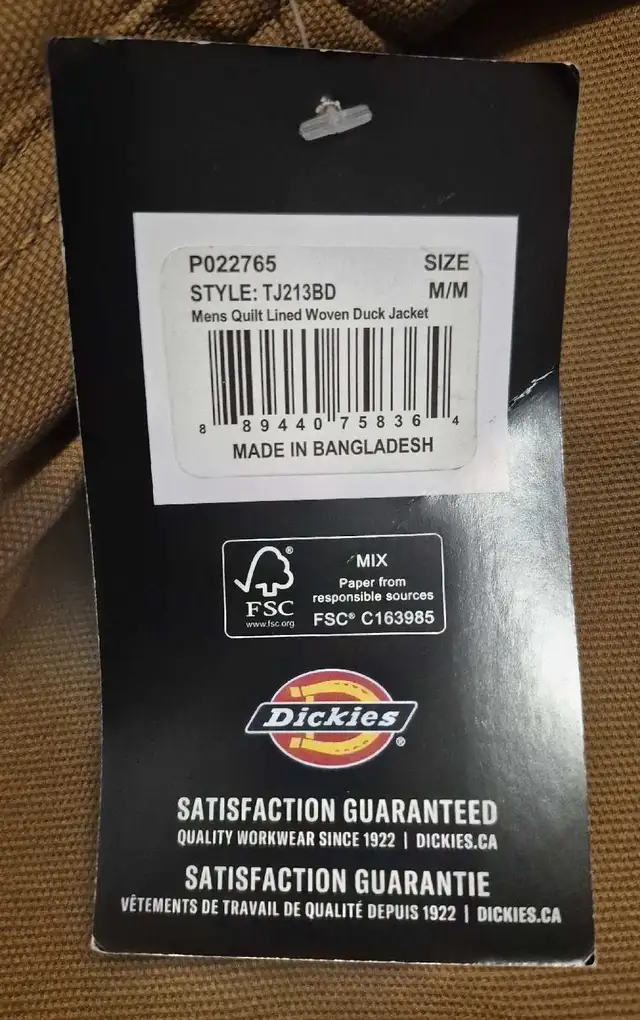 P022765 SIZE
STYLE: TJ213BD M/M
Mens Quilt Lined Woven Duck Jacket
8 89440 75836 4
MADE IN BANGLADESH
FSC®
www.fsc.org
MIX
Paper from
responsible sources
FSC® C163985
Dickies®
SATISFACTION GUARANTEED
QUALITY WORKWEAR SINCE 1922 | DICKIES.CA
SATISFACTION GUARANTIE
VÊTEMENTS DE TRAVAIL DE QUALITÉ DEPUIS 1922 | DICKIES.CA